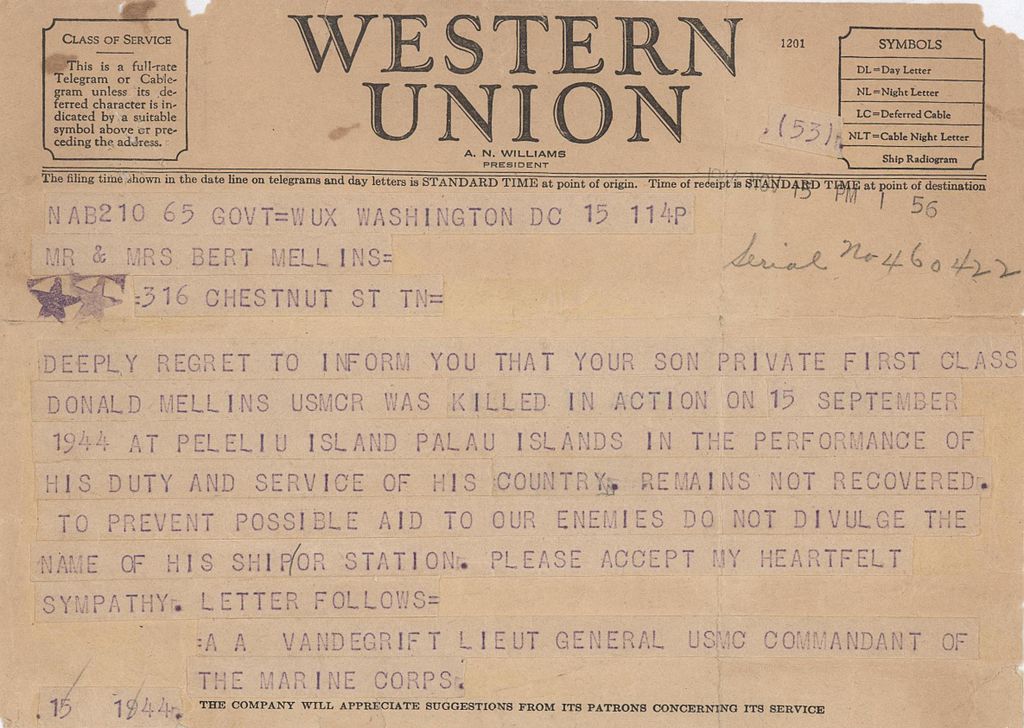 CLASS OF SERVICE
This is a full-rate
Telegram or Cable-
gram unless its de-
ferred character is in-
dicated by a suitable
symbol above or pre-
ceding the address.
WESTERN
UNION
A. N. WILLIAMS
PRESIDENT
1201
(53)
SYMBOLS
DL=Day Letter
NL=Night Letter
LC=Deferred Cable
NLT=Cable Night Letter
Ship Radiogram
The filing time shown in the date line on telegrams and day letters is STANDARD TIME at point of origin. Time of receipt is STANDARD TIME at point of destination
1944 NOV 15 PM 1 56
NAB210 65 GOVT=WUX WASHINGTON DC 15 114P
MR & MRS BERT MELLINS=
Serial No 460422
=316 CHESTNUT ST TN=
DEEPLY REGRET TO INFORM YOU THAT YOUR SON PRIVATE FIRST CLASS
DONALD MELLINS USMCR WAS KILLED IN ACTION ON 15 SEPTEMBER
1944 AT PELELIU ISLAND PALAU ISLANDS IN THE PERFORMANCE OF
HIS DUTY AND SERVICE OF HIS COUNTRY. REMAINS NOT RECOVERED.
TO PREVENT POSSIBLE AID TO OUR ENEMIES DO NOT DIVULGE THE
NAME OF HIS SHIP/OR STATION. PLEASE ACCEPT MY HEARTFELT
SYMPATHY. LETTER FOLLOWS=
=A A VANDEGRIFT LIEUT GENERAL USMC COMMANDANT OF
THE MARINE CORPS.
15 1944.
THE COMPANY WILL APPRECIATE SUGGESTIONS FROM ITS PATRONS CONCERNING ITS SERVICE